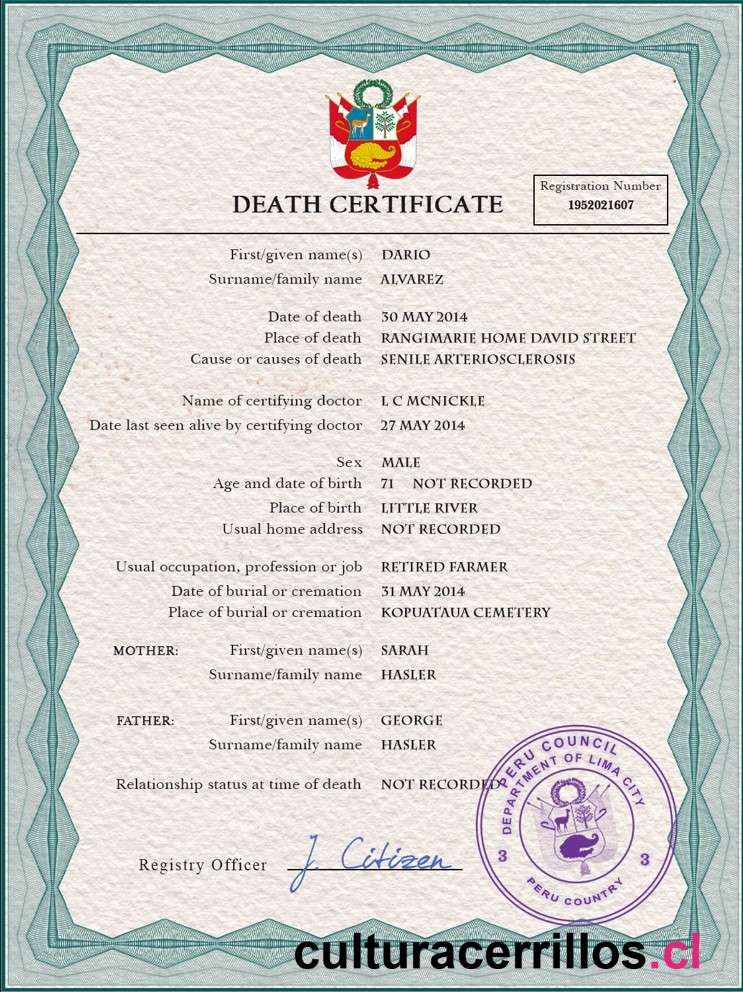 DEATH CERTIFICATE
Registration Number
1952021607
First/given name(s) DARIO
Surname/family name ALVAREZ
Date of death 30 MAY 2014
Place of death RANGIMARIE HOME DAVID STREET
Cause or causes of death SENILE ARTERIOSCLEROSIS
Name of certifying doctor L C MCNICKLE
Date last seen alive by certifying doctor 27 MAY 2014
Sex MALE
Age and date of birth 71 NOT RECORDED
Place of birth LITTLE RIVER
Usual home address NOT RECORDED
Usual occupation, profession or job RETIRED FARMER
Date of burial or cremation 31 MAY 2014
Place of burial or cremation KOPUATAUA CEMETERY
MOTHER: First/given name(s) SARAH
Surname/family name HASLER
FATHER: First/given name(s) GEORGE
Surname/family name HASLER
Relationship status at time of death NOT RECORDED
PERU COUNCIL
DEPARTMENT OF LIMA CITY
3 3
PERU COUNTRY
Registry Officer J. Citizen
culturacerrillos.cl